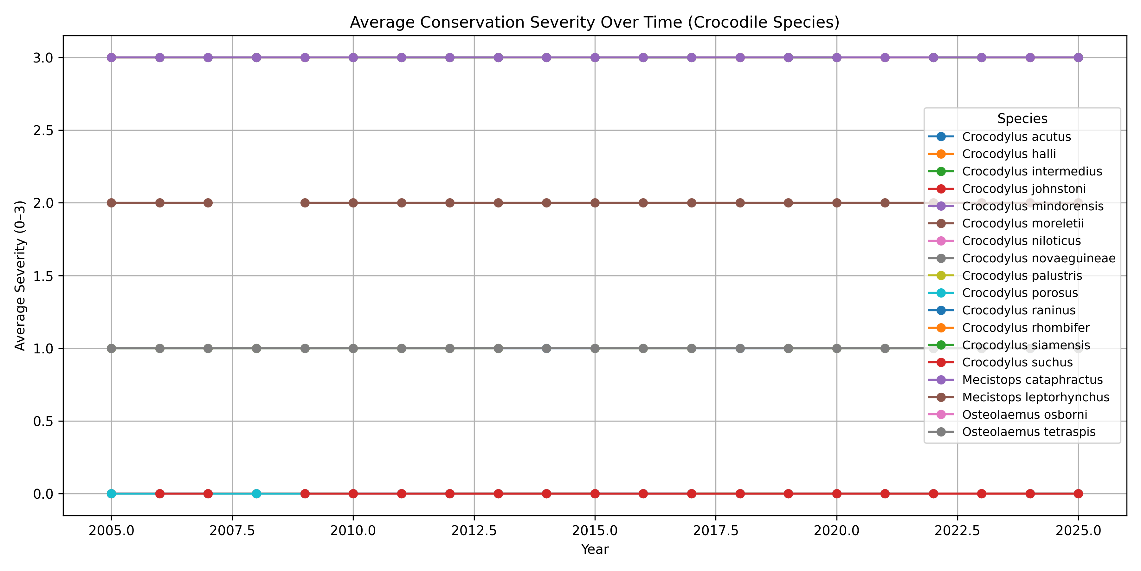 Average Conservation Severity Over Time (Crocodile Species)
3.0
2.5
2.0
1.5
1.0
0.5
0.0
Average Severity (0–3)
Species
Crocodylus acutus
Crocodylus halli
Crocodylus intermedius
Crocodylus johnstoni
Crocodylus mindorensis
Crocodylus moreletii
Crocodylus niloticus
Crocodylus novaeguineae
Crocodylus palustris
Crocodylus porosus
Crocodylus raninus
Crocodylus rhombifer
Crocodylus siamensis
Crocodylus suchus
Mecistops cataphractus
Mecistops leptorhynchus
Osteolaemus osborni
Osteolaemus tetraspis
2005.0 2007.5 2010.0 2012.5 2015.0 2017.5 2020.0 2022.5 2025.0
Year